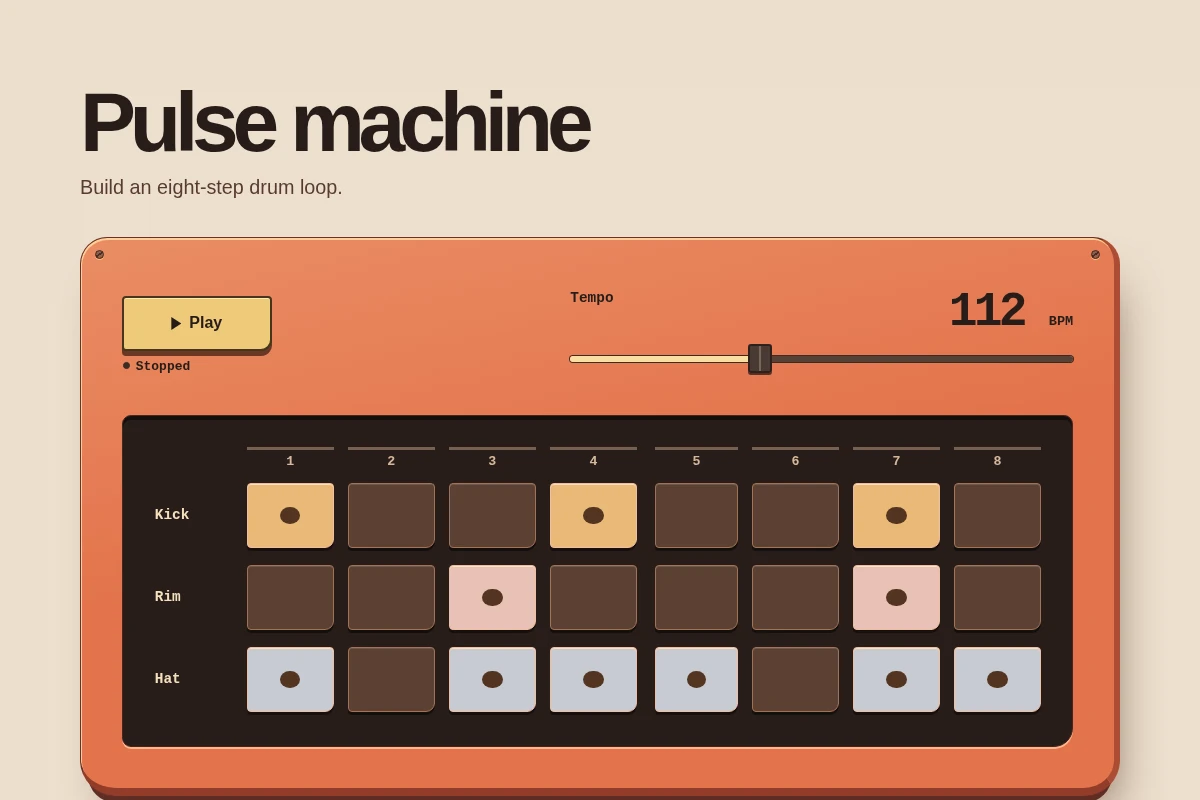 Pulse machine
Build an eight-step drum loop.
Play
Tempo
112 BPM
Stopped
1 2 3 4 5 6 7 8
Kick
Rim
Hat